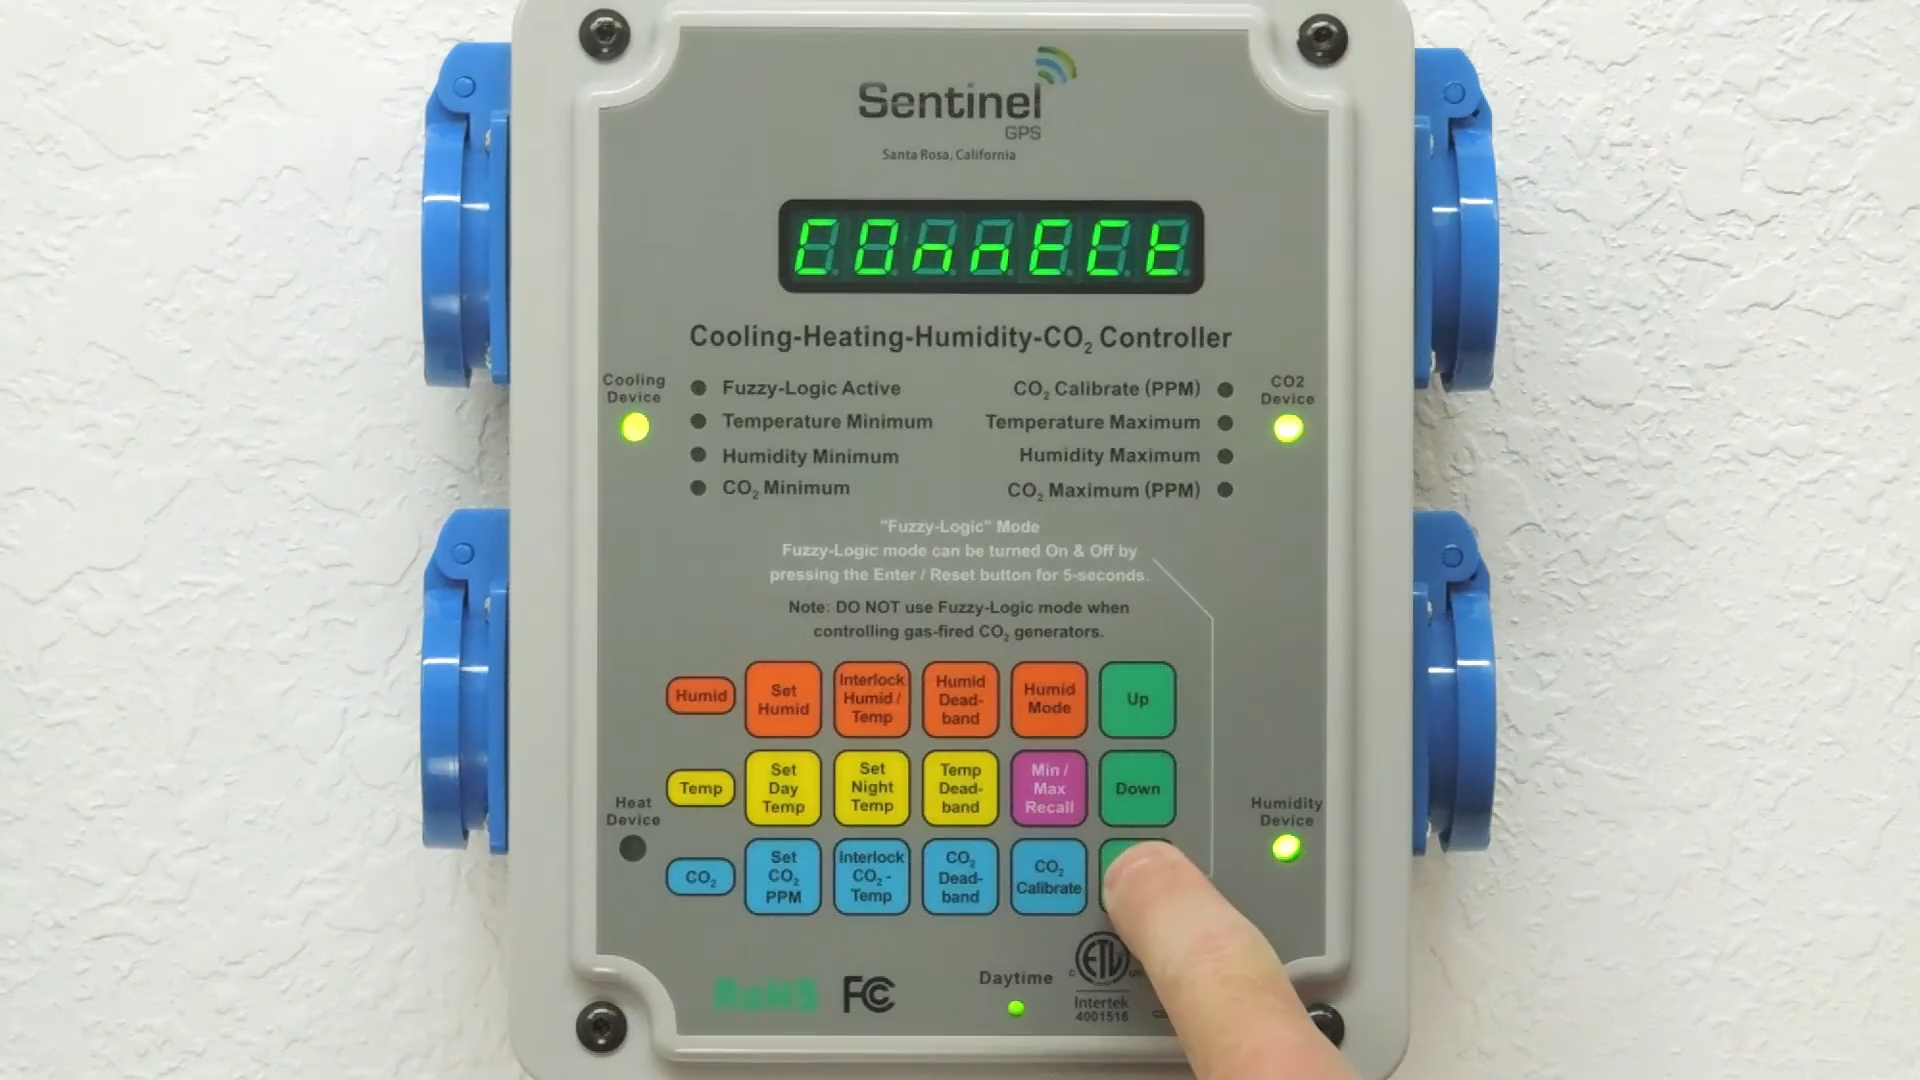 Sentinel
GPS
Santa Rosa, California
COnnECt
Cooling-Heating-Humidity-CO₂ Controller
Cooling
Device
Fuzzy-Logic Active
Temperature Minimum
Humidity Minimum
CO₂ Minimum
CO₂ Calibrate (PPM)
Temperature Maximum
Humidity Maximum
CO₂ Maximum (PPM)
CO2
Device
"Fuzzy-Logic" Mode
Fuzzy-Logic mode can be turned On & Off by
pressing the Enter / Reset button for 5-seconds.
Note: DO NOT use Fuzzy-Logic mode when
controlling gas-fired CO₂ generators.
Humid
Set
Humid
Interlock
Humid /
Temp
Humid
Dead-
band
Humid
Mode
Up
Temp
Set
Day
Temp
Set
Night
Temp
Temp
Dead-
band
Min /
Max
Recall
Down
Heat
Device
Humidity
Device
CO₂
Set
CO₂
PPM
Interlock
CO₂ -
Temp
CO₂
Dead-
band
CO₂
Calibrate
RoHS
FC
Daytime
C ETL
Intertek
4001516